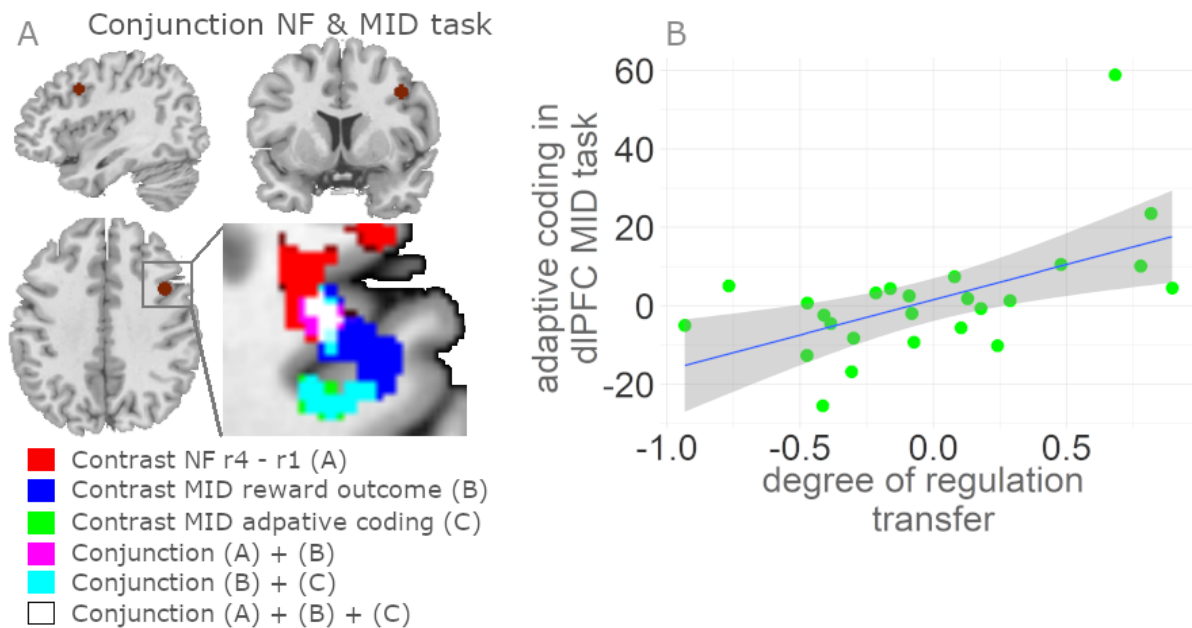 A
Conjunction NF & MID task
Contrast NF r4 - r1 (A)
Contrast MID reward outcome (B)
Contrast MID adpative coding (C)
Conjunction (A) + (B)
Conjunction (B) + (C)
Conjunction (A) + (B) + (C)
B
adaptive coding in
dlPFC MID task
60
40
20
0
-20
-1.0 -0.5 0.0 0.5
degree of regulation
transfer